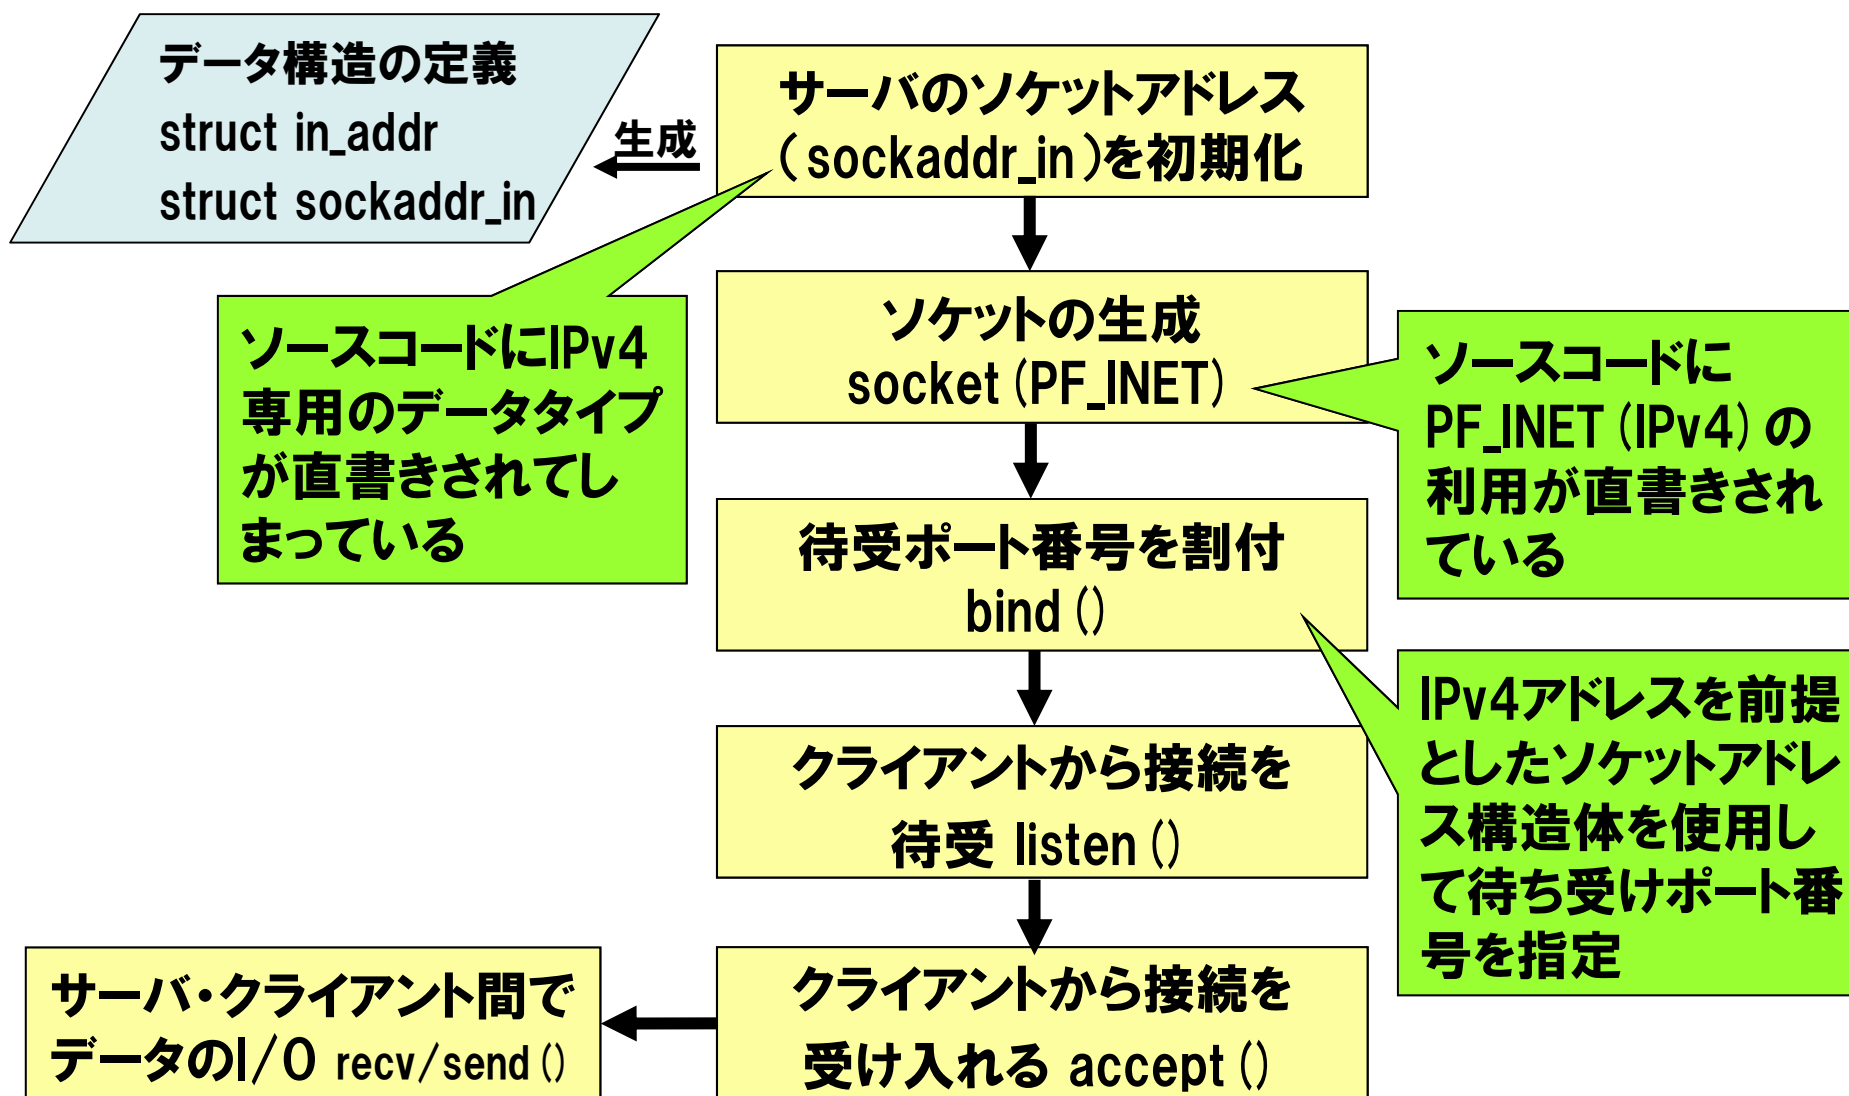 データ構造の定義
struct in_addr
struct sockaddr_in
生成
サーバのソケットアドレス
(sockaddr_in)を初期化
ソースコードにIPv4
専用のデータタイプ
が直書きされてし
まっている
ソケットの生成
socket(PF_INET)
ソースコードに
PF_INET(IPv4)の
利用が直書きされ
ている
待受ポート番号を割付
bind()
IPv4アドレスを前提
としたソケットアドレ
ス構造体を使用し
て待ち受けポート番
号を指定
クライアントから接続を
待受 listen()
クライアントから接続を
受け入れる accept()
サーバ・クライアント間で
データのI/O recv/send()